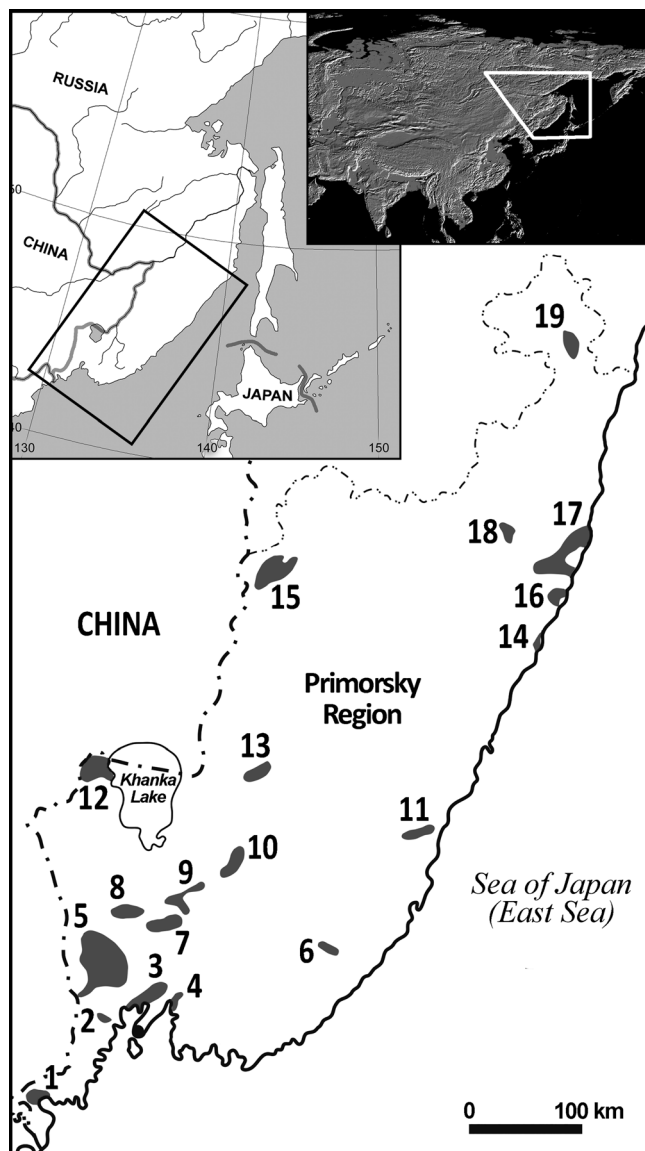 RUSSIA
CHINA
50
40
130
140
150
JAPAN
19
18
17
16
15
14
CHINA
Primorsky
Region
13
12
Khanka
Lake
11
10
9
8
7
6
5
4
3
2
1
Sea of Japan
(East Sea)
0
100 km